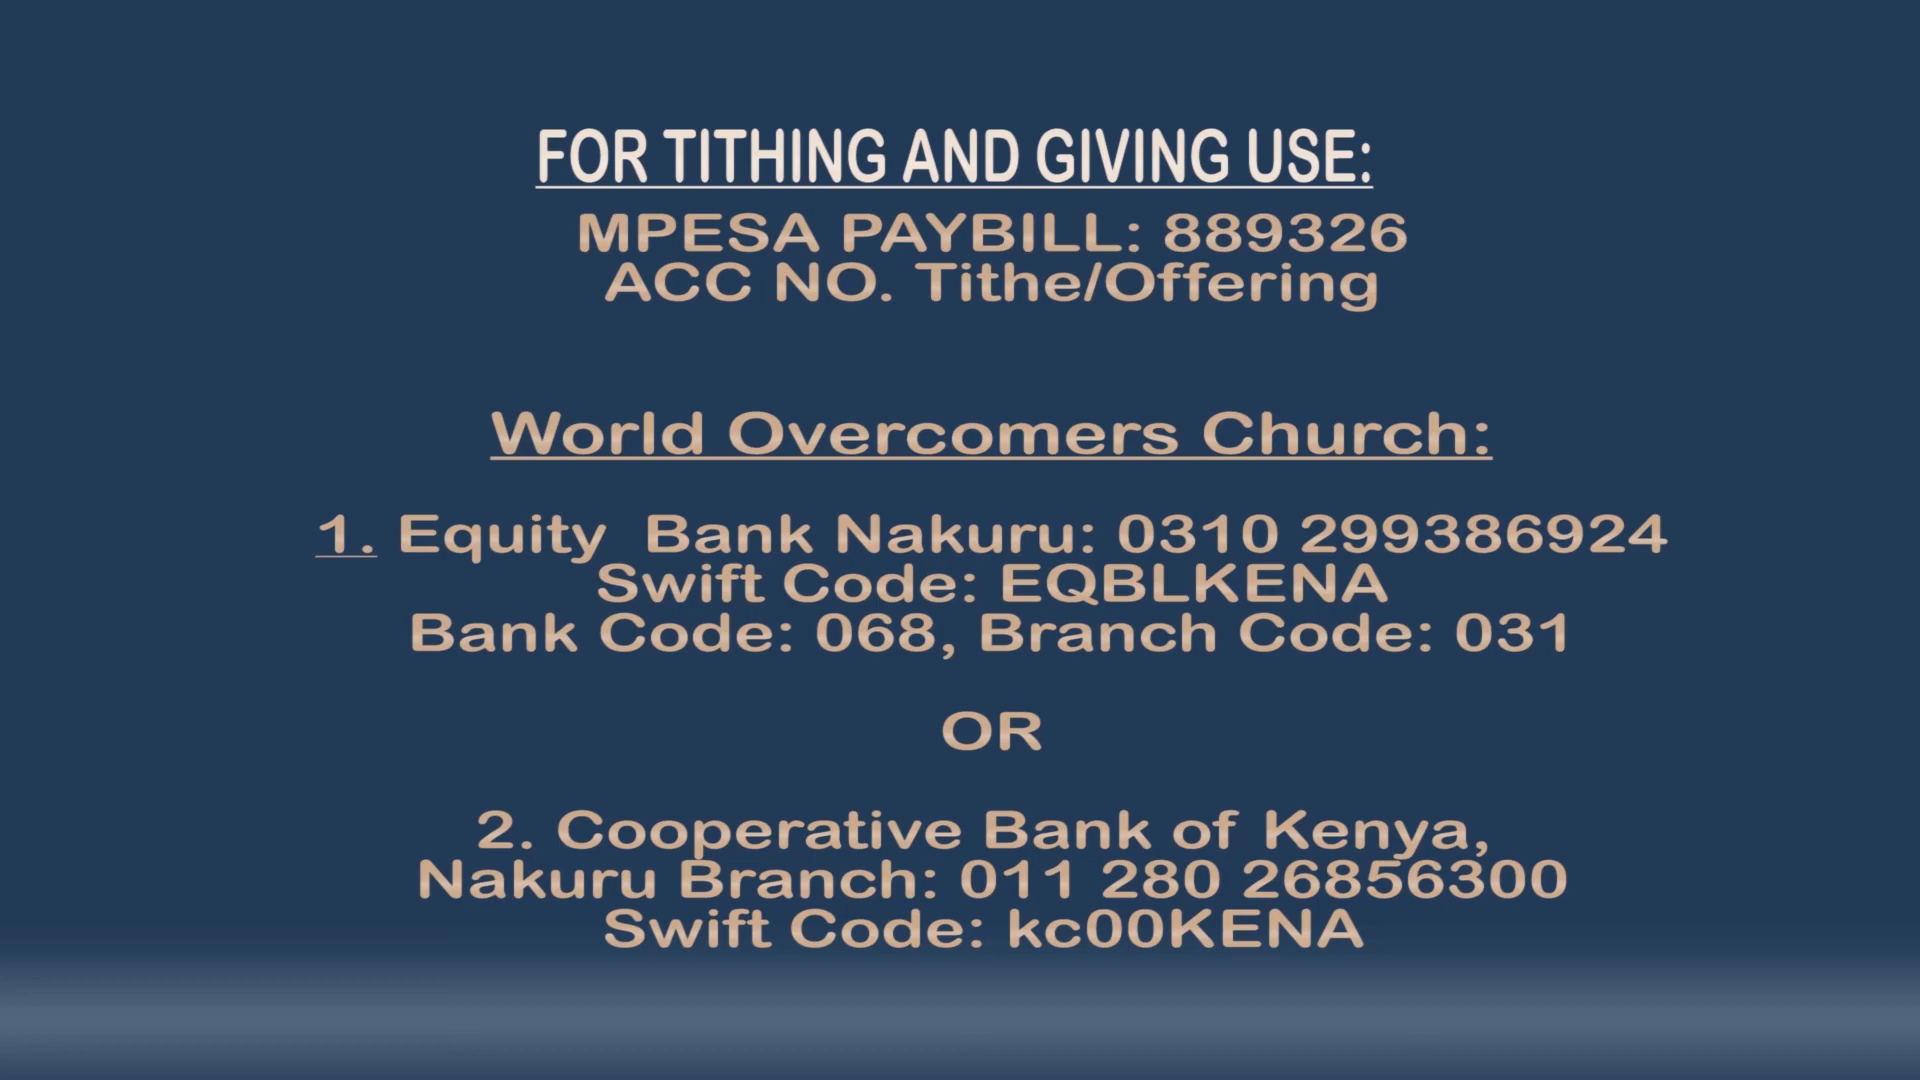 FOR TITHING AND GIVING USE:
MPESA PAYBILL: 889326
ACC NO. Tithe/Offering
World Overcomers Church:
1. Equity Bank Nakuru: 0310 299386924
Swift Code: EQBLKENA
Bank Code: 068, Branch Code: 031
OR
2. Cooperative Bank of Kenya,
Nakuru Branch: 011 280 26856300
Swift Code: kc00KENA